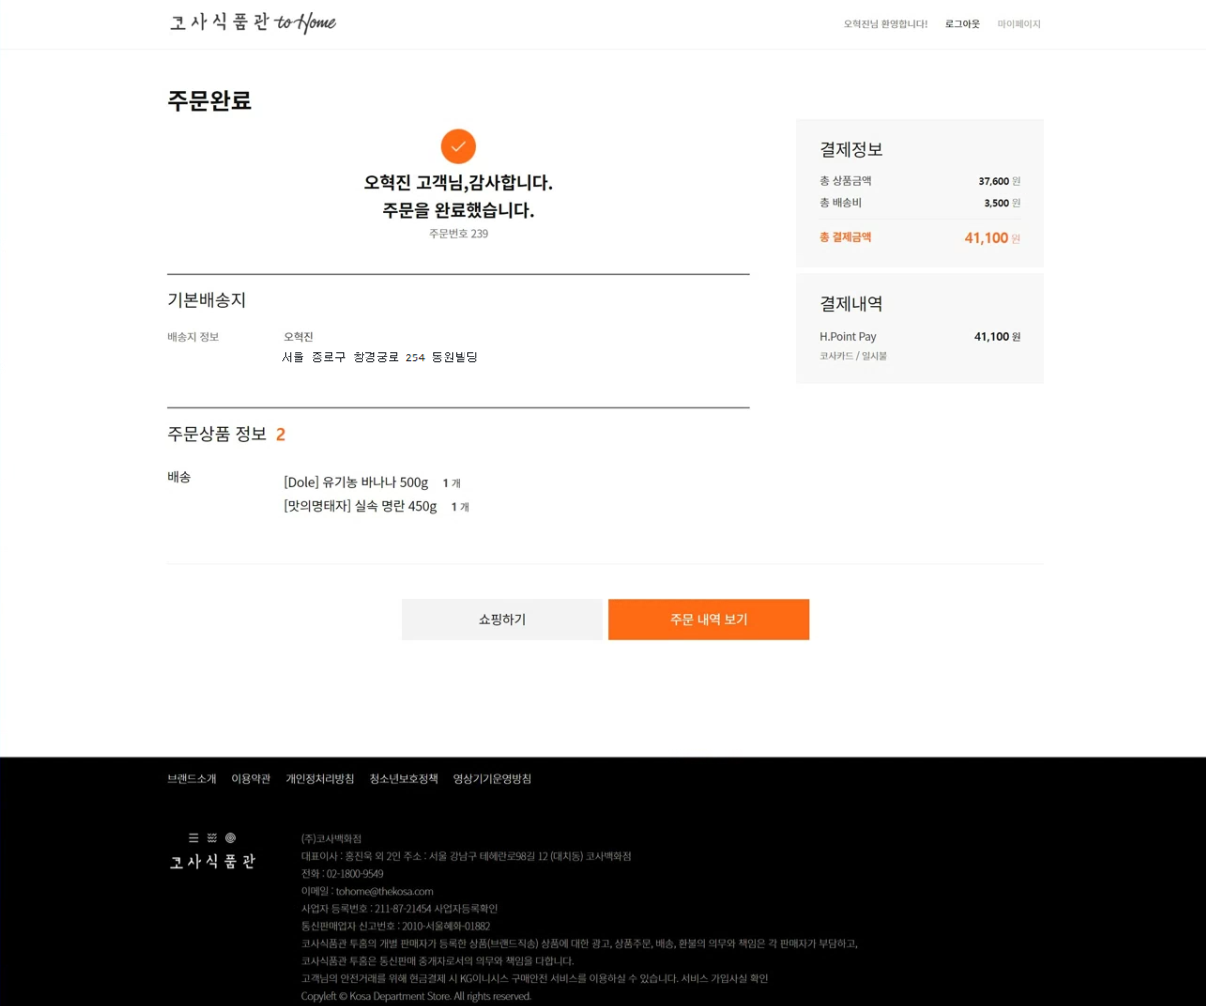 코사식품관 to Home
오혁진님 환영합니다! 로그아웃 마이페이지
주문완료
오혁진 고객님,감사합니다.
주문을 완료했습니다.
주문번호 239
기본배송지
배송지 정보 오혁진
서울 종로구 창경궁로 254 동원빌딩
주문상품 정보 2
배송
[Dole] 유기농 바나나 500g 1 개
[맛의명태자] 실속 명란 450g 1 개
결제정보
총 상품금액 37,600 원
총 배송비 3,500 원
총 결제금액 41,100 원
결제내역
H.Point Pay 41,100 원
코사카드 / 일시불
쇼핑하기 주문 내역 보기
브랜드소개 이용약관 개인정처리방침 청소년보호정책 영상기기운영방침
코사식품관
(주)코사백화점
대표이사 : 홍진욱 외 2인 주소 : 서울 강남구 테헤란로98길 12 (대치동) 코사백화점
전화 : 02-1800-9549
이메일 : tohome@thekosa.com
사업자 등록번호 : 211-87-21454 사업자등록확인
통신판매업자 신고번호 : 2010-서울혜화-01882
코사식품관 투홈의 개별 판매자가 등록한 상품(브랜드직송) 상품에 대한 광고, 상품주문, 배송, 환불의 의무와 책임은 각 판매자가 부담하고,
코사식품관 투홈은 통신판매 중개자로서의 의무와 책임을 다합니다.
고객님의 안전거래를 위해 현금결제 시 KG이니시스 구매안전 서비스를 이용하실 수 있습니다. 서비스 가입사실 확인
Copyleft © Kosa Department Store. All rights reserved.